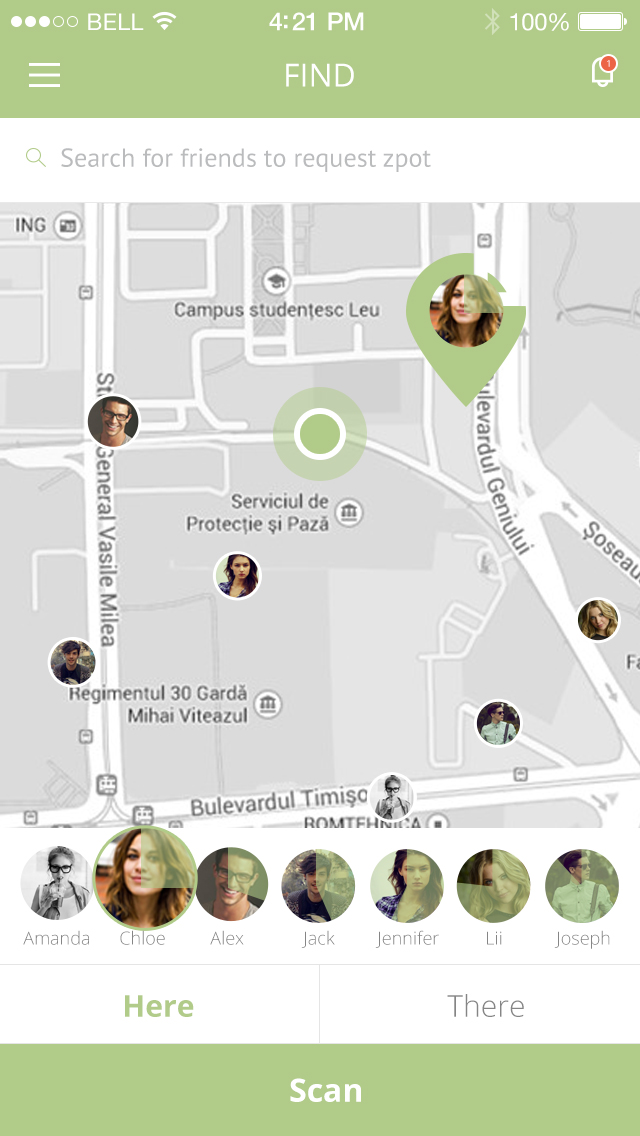 BELL 4:21 PM 100%
FIND
1
Search for friends to request zpot
ING
Campus studențesc Leu
Bulevardul Geniului
General Vasile Milea
Serviciul de
Protecție și Pază
Șoseau
Regimentul 30 Gardă
Mihai Viteazul
Fa
Bulevardul Timișo
ROMTEHNICA
Amanda Chloe Alex Jack Jennifer Lii Joseph
Here There
Scan